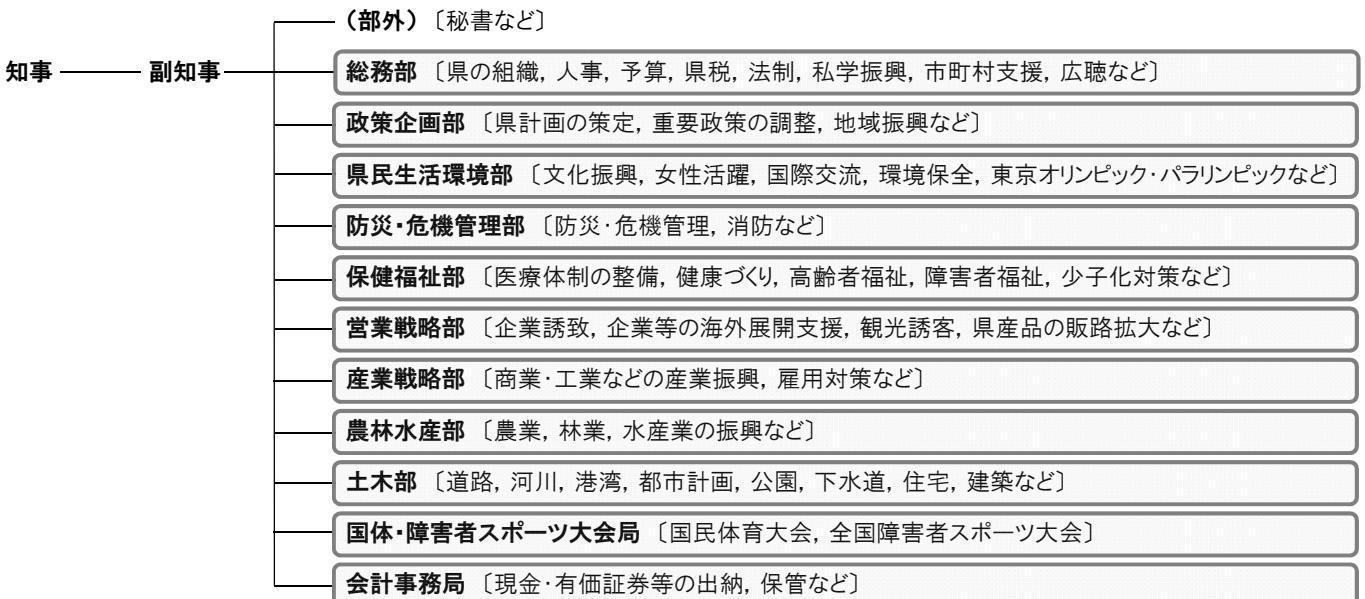 （部外）〔秘書など〕
知事 副知事 総務部 〔県の組織, 人事, 予算, 県税, 法制, 私学振興, 市町村支援, 広聴など〕
政策企画部 〔県計画の策定, 重要政策の調整, 地域振興など〕
県民生活環境部 〔文化振興, 女性活躍, 国際交流, 環境保全, 東京オリンピック・パラリンピックなど〕
防災・危機管理部 〔防災・危機管理, 消防など〕
保健福祉部 〔医療体制の整備, 健康づくり, 高齢者福祉, 障害者福祉, 少子化対策など〕
営業戦略部 〔企業誘致, 企業等の海外展開支援, 観光誘客, 県産品の販路拡大など〕
産業戦略部 〔商業・工業などの産業振興, 雇用対策など〕
農林水産部 〔農業, 林業, 水産業の振興など〕
土木部 〔道路, 河川, 港湾, 都市計画, 公園, 下水道, 住宅, 建築など〕
国体・障害者スポーツ大会局 〔国民体育大会, 全国障害者スポーツ大会〕
会計事務局 〔現金・有価証券等の出納, 保管など〕